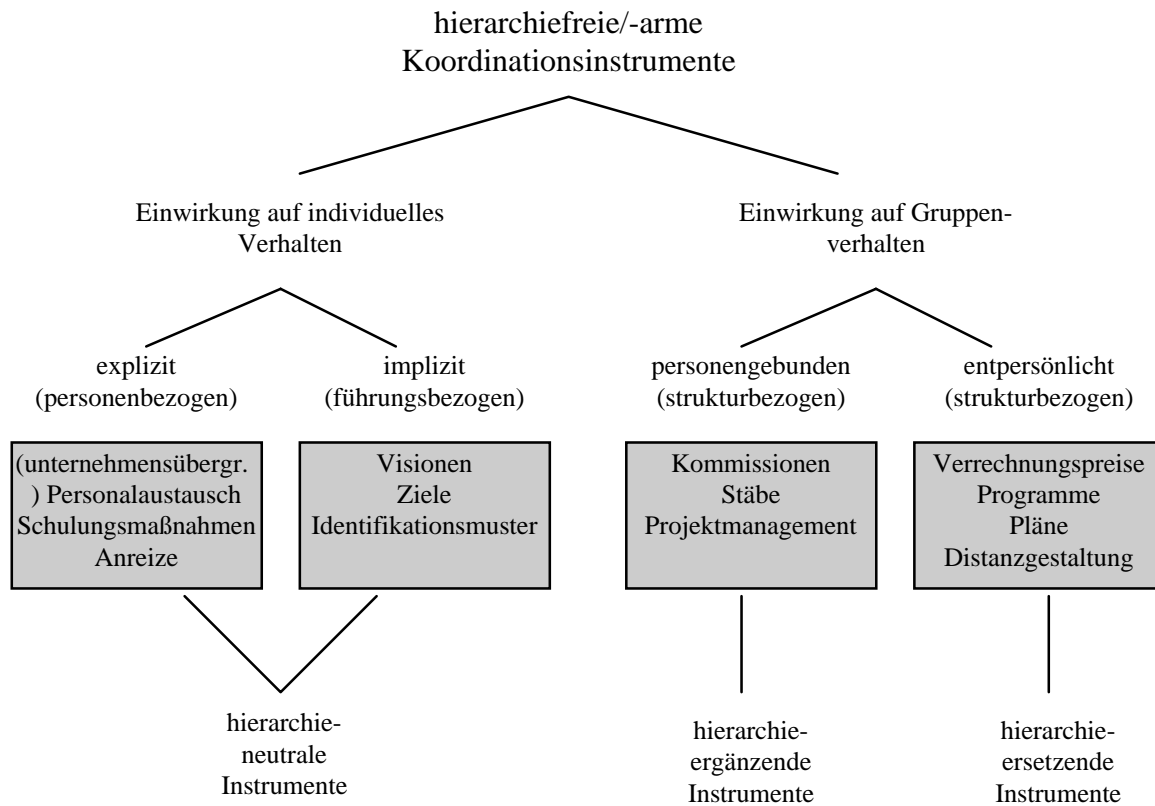 hierarchiefreie/-arme
Koordinationsinstrumente
Einwirkung auf individuelles
Verhalten
Einwirkung auf Gruppen-
verhalten
explizit
(personenbezogen)
implizit
(führungsbezogen)
personengebunden
(strukturbezogen)
entpersönlicht
(strukturbezogen)
(unternehmensübergr.
) Personalaustausch
Schulungsmaßnahmen
Anreize
Visionen
Ziele
Identifikationsmuster
Kommissionen
Stäbe
Projektmanagement
Verrechnungspreise
Programme
Pläne
Distanzgestaltung
hierarchie-
neutrale
Instrumente
hierarchie-
ergänzende
Instrumente
hierarchie-
ersetzende
Instrumente